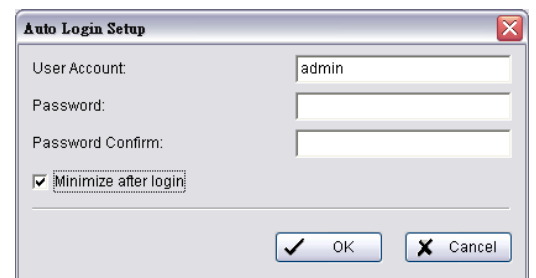 Auto Login Setup
User Account: admin
Password:
Password Confirm:
Minimize after login
OK Cancel